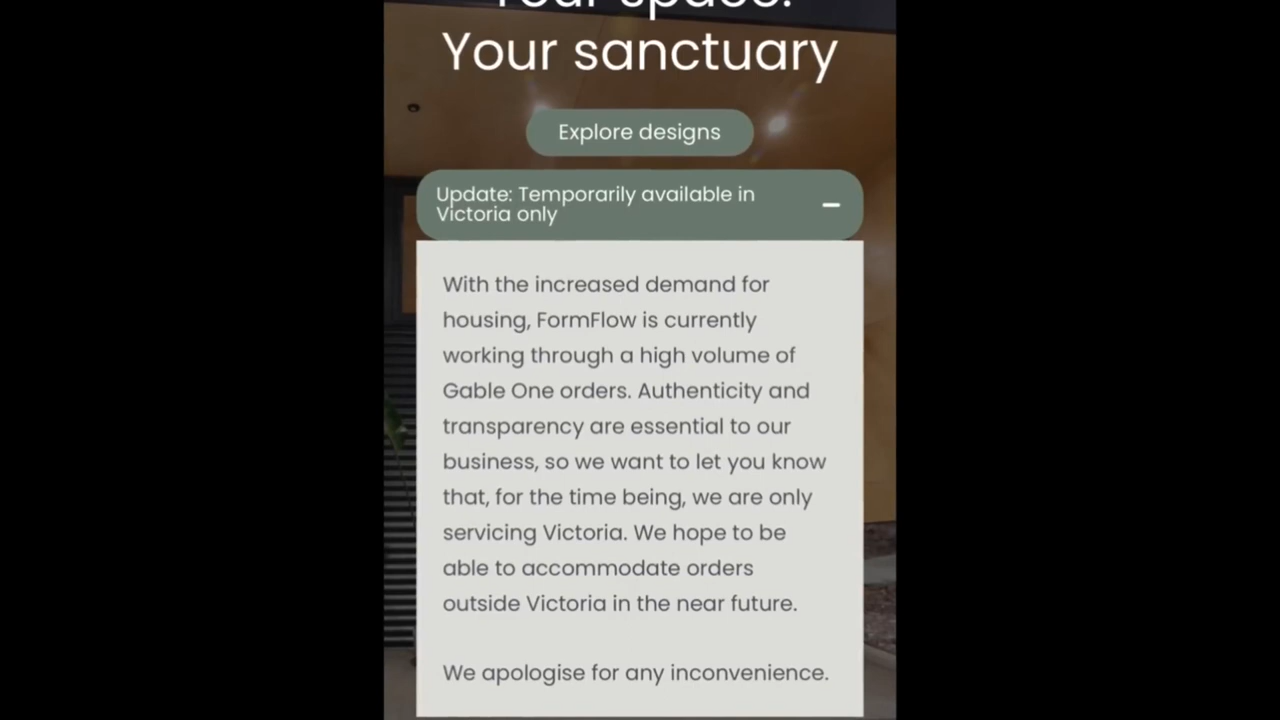 Your space.
Your sanctuary
Explore designs
Update: Temporarily available in
Victoria only
With the increased demand for
housing, FormFlow is currently
working through a high volume of
Gable One orders. Authenticity and
transparency are essential to our
business, so we want to let you know
that, for the time being, we are only
servicing Victoria. We hope to be
able to accommodate orders
outside Victoria in the near future.
We apologise for any inconvenience.